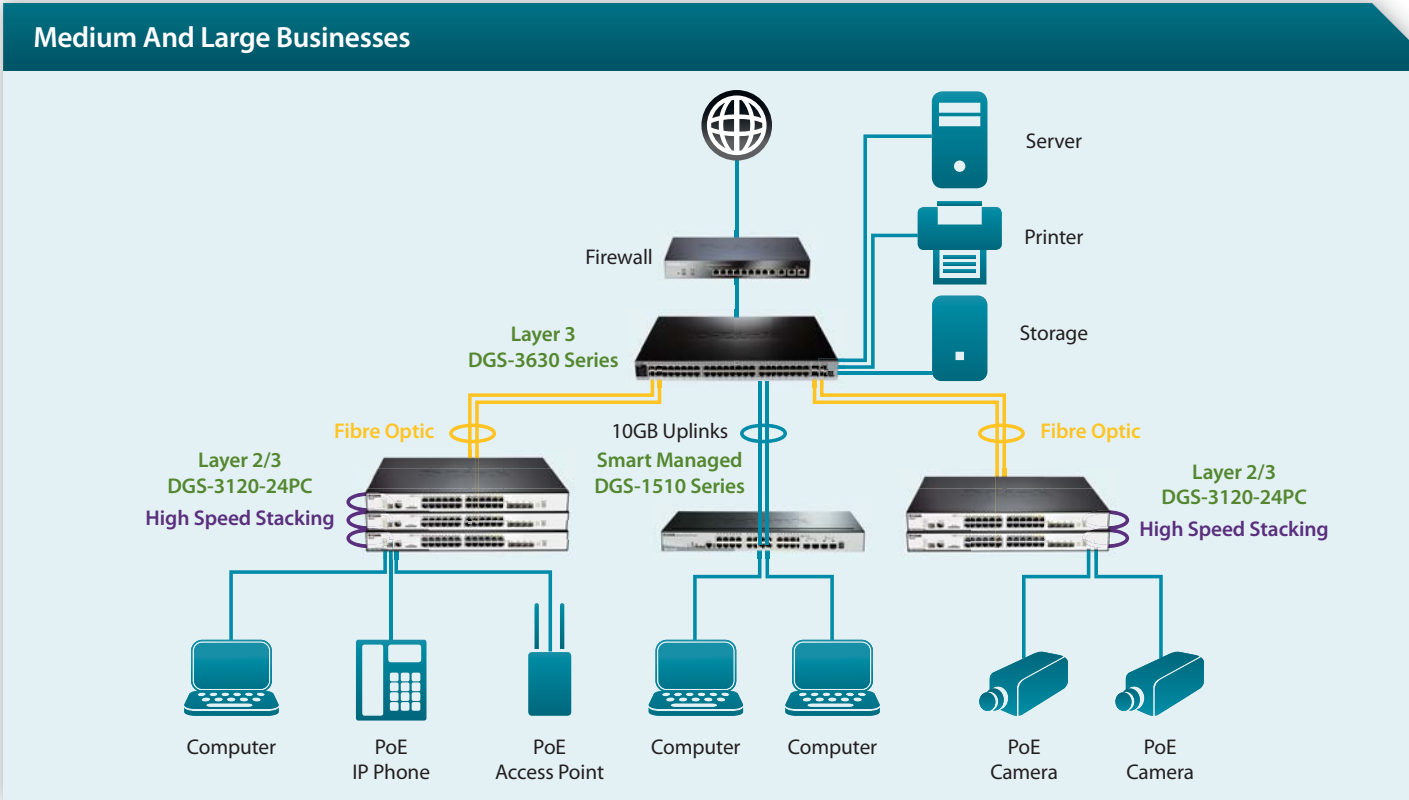 Medium And Large Businesses
Server
Printer
Firewall
Storage
Layer 3
DGS-3630 Series
Fibre Optic
10GB Uplinks
Fibre Optic
Layer 2/3
DGS-3120-24PC
High Speed Stacking
Smart Managed
DGS-1510 Series
Layer 2/3
DGS-3120-24PC
High Speed Stacking
Computer
PoE
IP Phone
PoE
Access Point
Computer
Computer
PoE
Camera
PoE
Camera